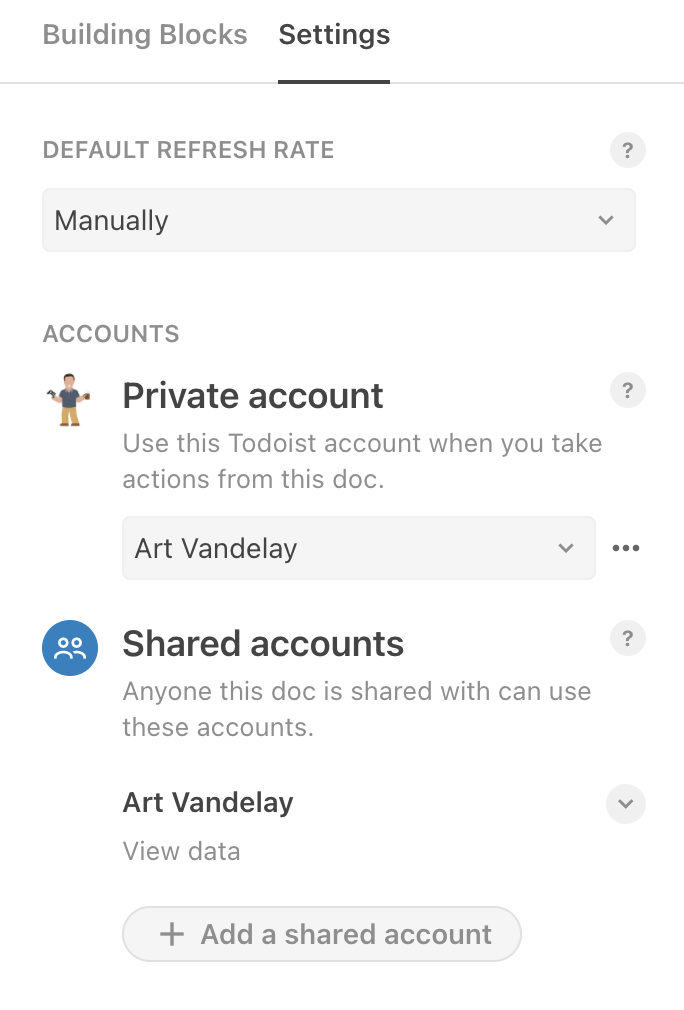 Building Blocks Settings
DEFAULT REFRESH RATE ?
Manually
ACCOUNTS
Private account ?
Use this Todoist account when you take
actions from this doc.
Art Vandelay
Shared accounts ?
Anyone this doc is shared with can use
these accounts.
Art Vandelay
View data
+ Add a shared account